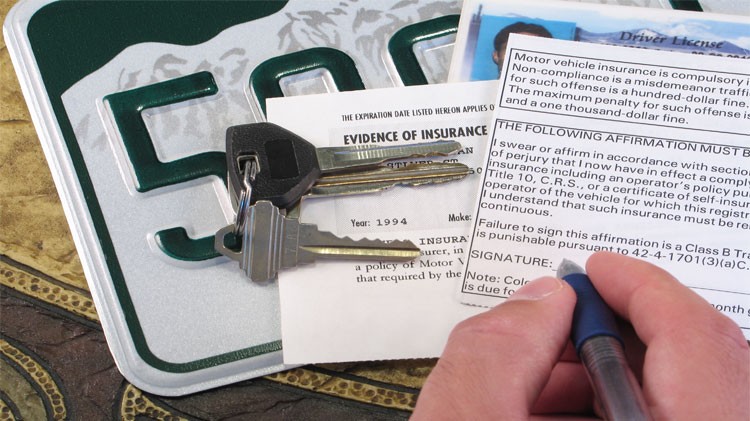 590
Driver License
THE EXPIRATION DATE LISTED HEREON APPLIES O
EVIDENCE OF INSURANCE
AN
ST
Year: 1994 Make:
INSURA
surer, in
a policy of Motor V
that required by the
Motor vehicle insurance is compulsory
Non-compliance is a misdemeanor traffi
for such offense is a hundred-dollar fine.
The maximum penalty for such offense is
and a one thousand-dollar fine.
THE FOLLOWING AFFIRMATION MUST B
I swear or affirm in accordance with section
of perjury that I now have in effect a compl
insurance including an operator's policy pur
Title 10, C.R.S., or a certificate of self-insur
operator of the vehicle for which this registr
I understand that such insurance must be re
continuous.
Failure to sign this affirmation is a Class B Tra
is punishable pursuant to 42-4-1701(3)(a)C
SIGNATURE:
Note: Colo month g
is due fo